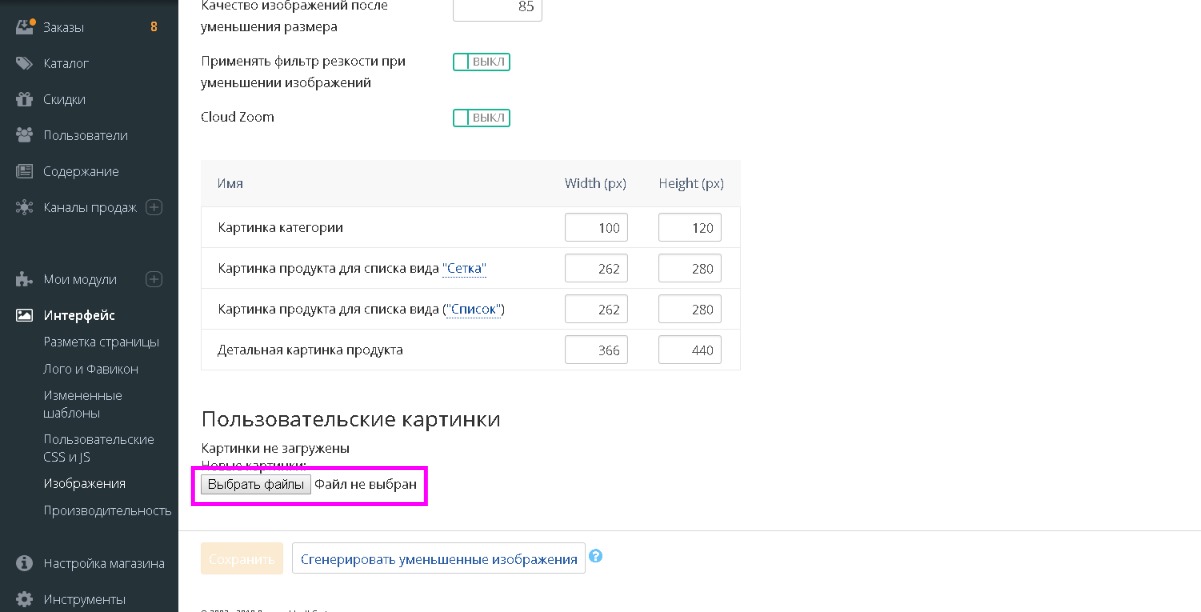 Заказы 8
Каталог
Скидки
Пользователи
Содержание
Каналы продаж
Мои модули
Интерфейс
Разметка страницы
Лого и Фавикон
Измененные
шаблоны
Пользовательские
CSS и JS
Изображения
Производительность
Настройка магазина
Инструменты
Качество изображений после
уменьшения размера
85
Применять фильтр резкости при
уменьшении изображений
ВЫКЛ
Cloud Zoom
ВЫКЛ
Имя Width (px) Height (px)
Картинка категории 100 120
Картинка продукта для списка вида "Сетка" 262 280
Картинка продукта для списка вида ("Список") 262 280
Детальная картинка продукта 366 440
Пользовательские картинки
Картинки не загружены
Новые картинки:
Выбрать файлы Файл не выбран
Сохранить Сгенерировать уменьшенные изображения ?